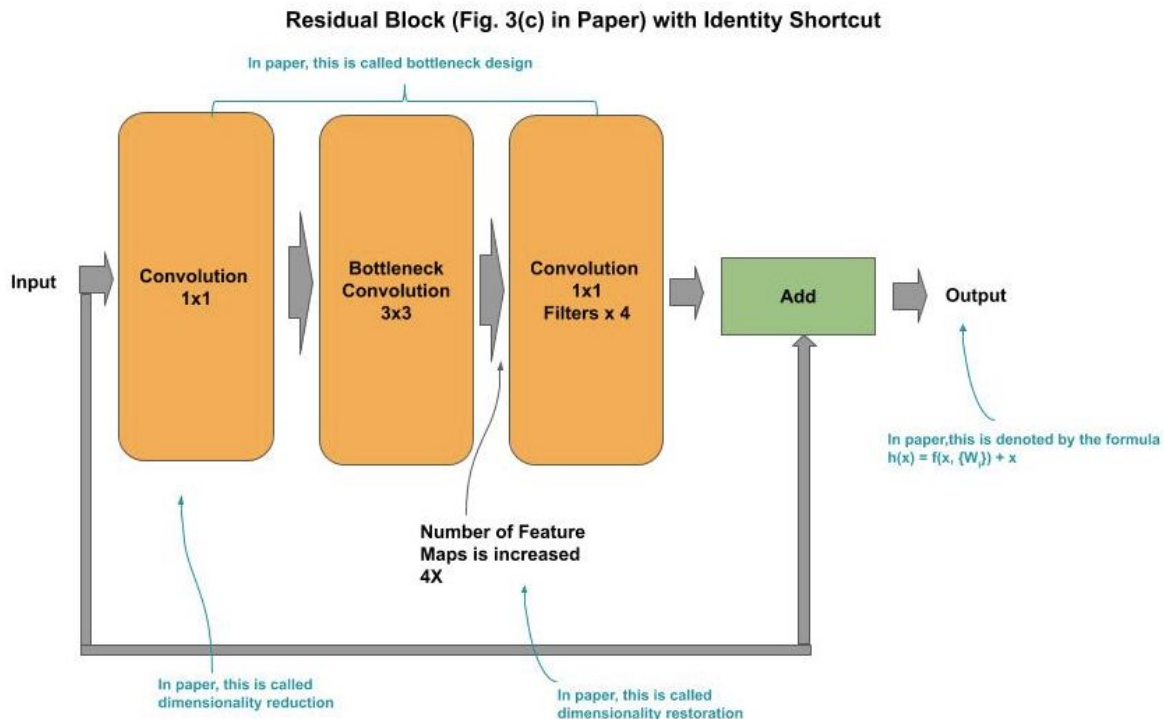 Residual Block (Fig. 3(c) in Paper) with Identity Shortcut
In paper, this is called bottleneck design
Input
Convolution
1x1
Bottleneck
Convolution
3x3
Convolution
1x1
Filters x 4
Add
Output
In paper,this is denoted by the formula
h(x) = f(x, {Wᵢ}) + x
Number of Feature
Maps is increased
4X
In paper, this is called
dimensionality reduction
In paper, this is called
dimensionality restoration